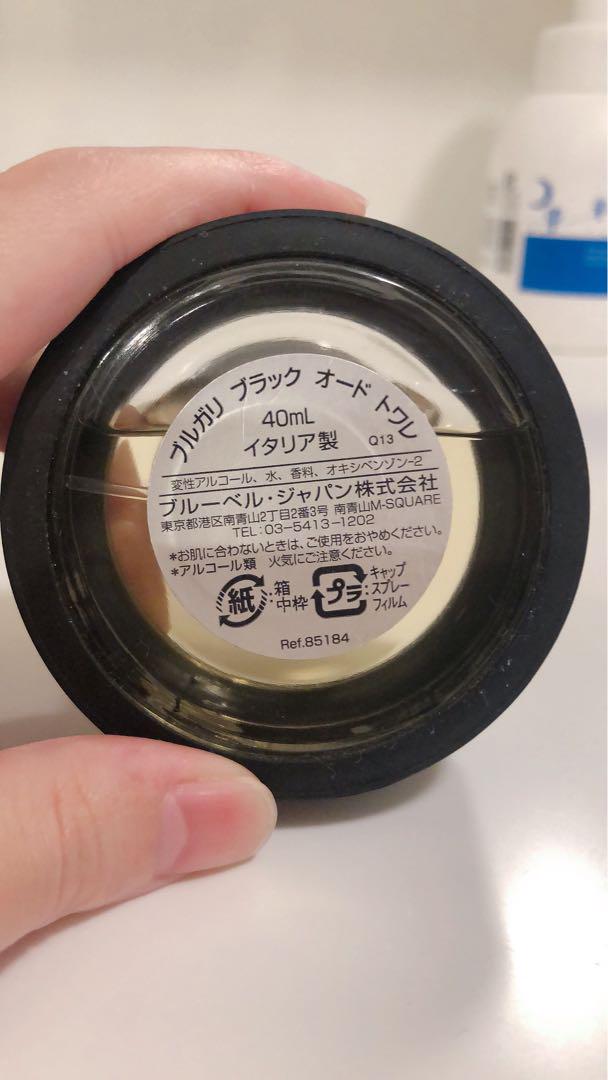 ブルガリ ブラック オード トワレ
40mL
イタリア製 Q13
変性アルコール、水、香料、オキシベンゾン-2
ブルーベル・ジャパン株式会社
東京都港区南青山2丁目2番3号 南青山M-SQUARE
TEL:03-5413-1202
*お肌に合わないときは、ご使用をおやめください。
*アルコール類 火気にご注意ください。
紙:箱
中枠
プラ:キャップ
スプレー
フィルム
Ref.85184